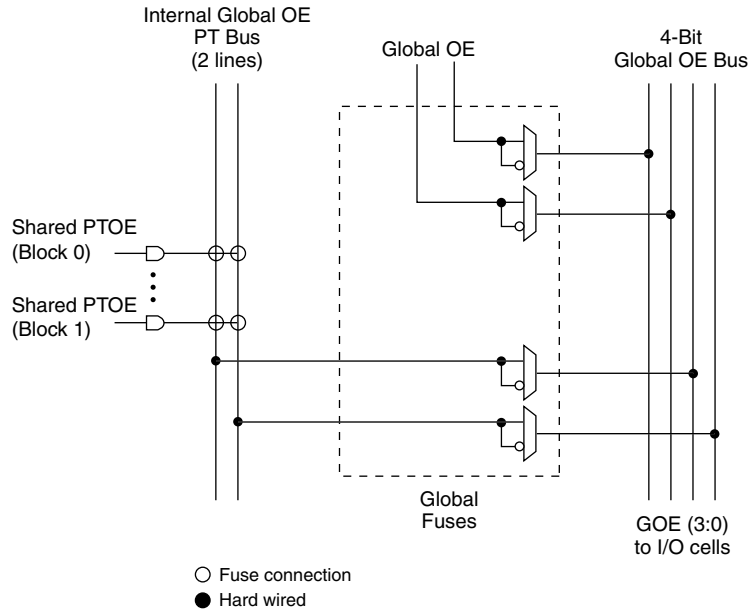 Internal Global OE
PT Bus
(2 lines)
Global OE
4-Bit
Global OE Bus
Shared PTOE
(Block 0)
Shared PTOE
(Block 1)
Global
Fuses
GOE (3:0)
to I/O cells
Fuse connection
Hard wired